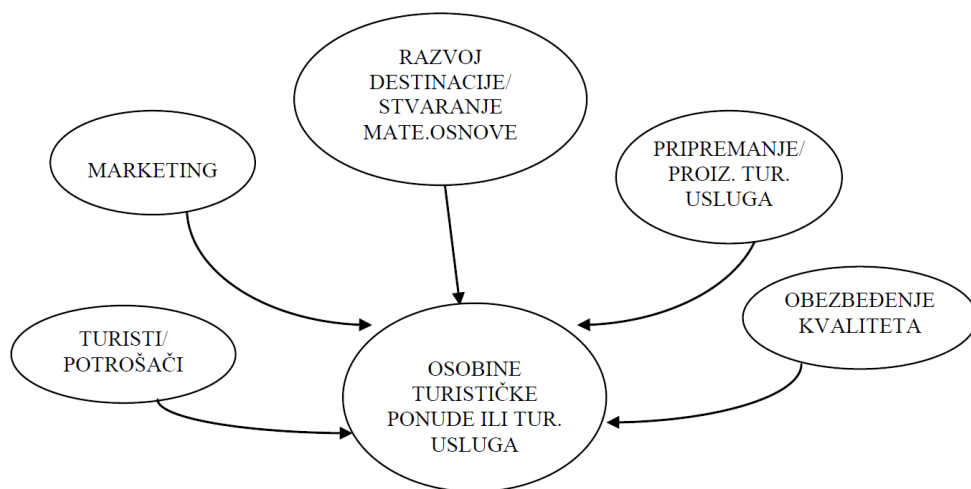 RAZVOJ
DESTINACIJE/
STVARANJE
MATE.OSNOVE
MARKETING
PRIPREMANJE/
PROIZ. TUR.
USLUGA
TURISTI/
POTROŠAČI
OBEZBEĐENJE
KVALITETA
OSOBINE
TURISTIČKE
PONUDE ILI TUR.
USLUGA